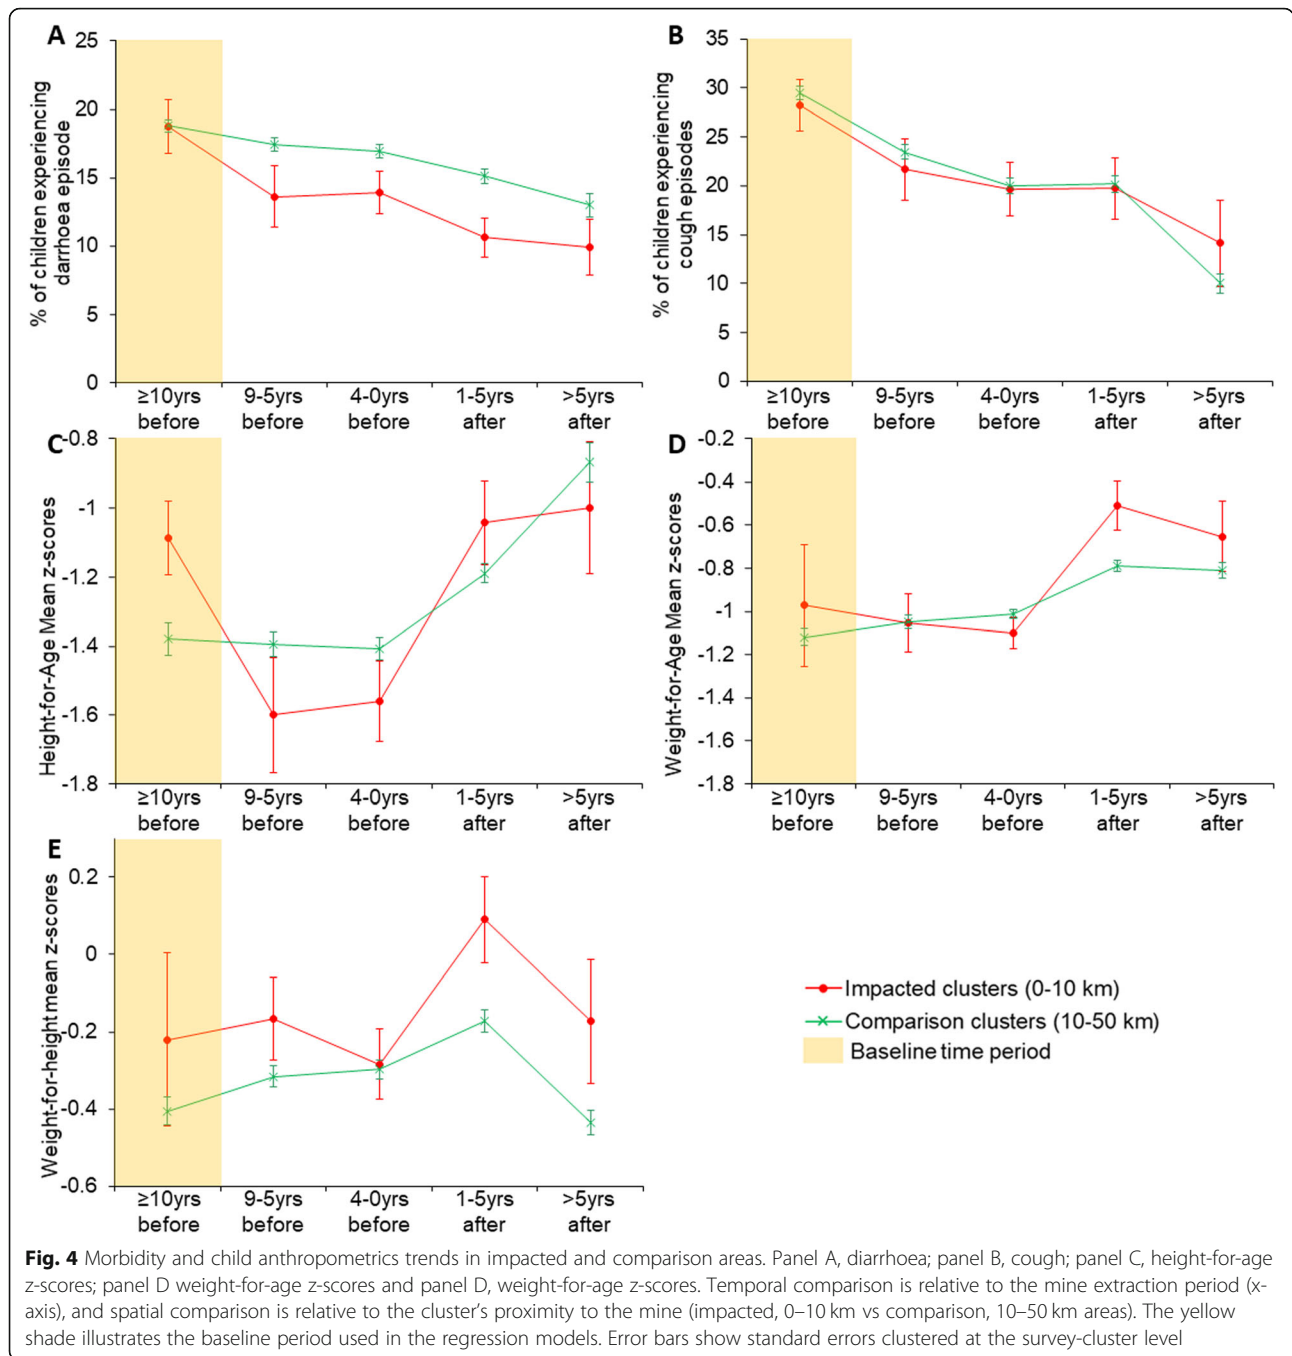 A
25
20
15
10
5
0
% of children experiencing
darrhoea episode
≥10yrs before
9-5yrs before
4-0yrs before
1-5yrs after
>5yrs after
B
35
30
25
20
15
10
5
0
% of children experiencing
cough episodes
≥10yrs before
9-5yrs before
4-0yrs before
1-5yrs after
>5yrs after
C
-0.8
-1
-1.2
-1.4
-1.6
-1.8
Height-for-Age Mean z-scores
≥10yrs before
9-5yrs before
4-0yrs before
1-5yrs after
>5yrs after
D
-0.2
-0.4
-0.6
-0.8
-1
-1.2
-1.4
-1.6
-1.8
Weight-for-Age Mean z-scores
≥10yrs before
9-5yrs before
4-0yrs before
1-5yrs after
>5yrs after
E
0.2
0
-0.2
-0.4
-0.6
Weight-for-height mean z-scores
≥10yrs before
9-5yrs before
4-0yrs before
1-5yrs after
>5yrs after
Impacted clusters (0-10 km)
Comparison clusters (10-50 km)
Baseline time period
Fig. 4 Morbidity and child anthropometrics trends in impacted and comparison areas. Panel A, diarrhoea; panel B, cough; panel C, height-for-age
z-scores; panel D weight-for-age z-scores and panel D, weight-for-age z-scores. Temporal comparison is relative to the mine extraction period (x-
axis), and spatial comparison is relative to the cluster's proximity to the mine (impacted, 0–10 km vs comparison, 10–50 km areas). The yellow
shade illustrates the baseline period used in the regression models. Error bars show standard errors clustered at the survey-cluster level